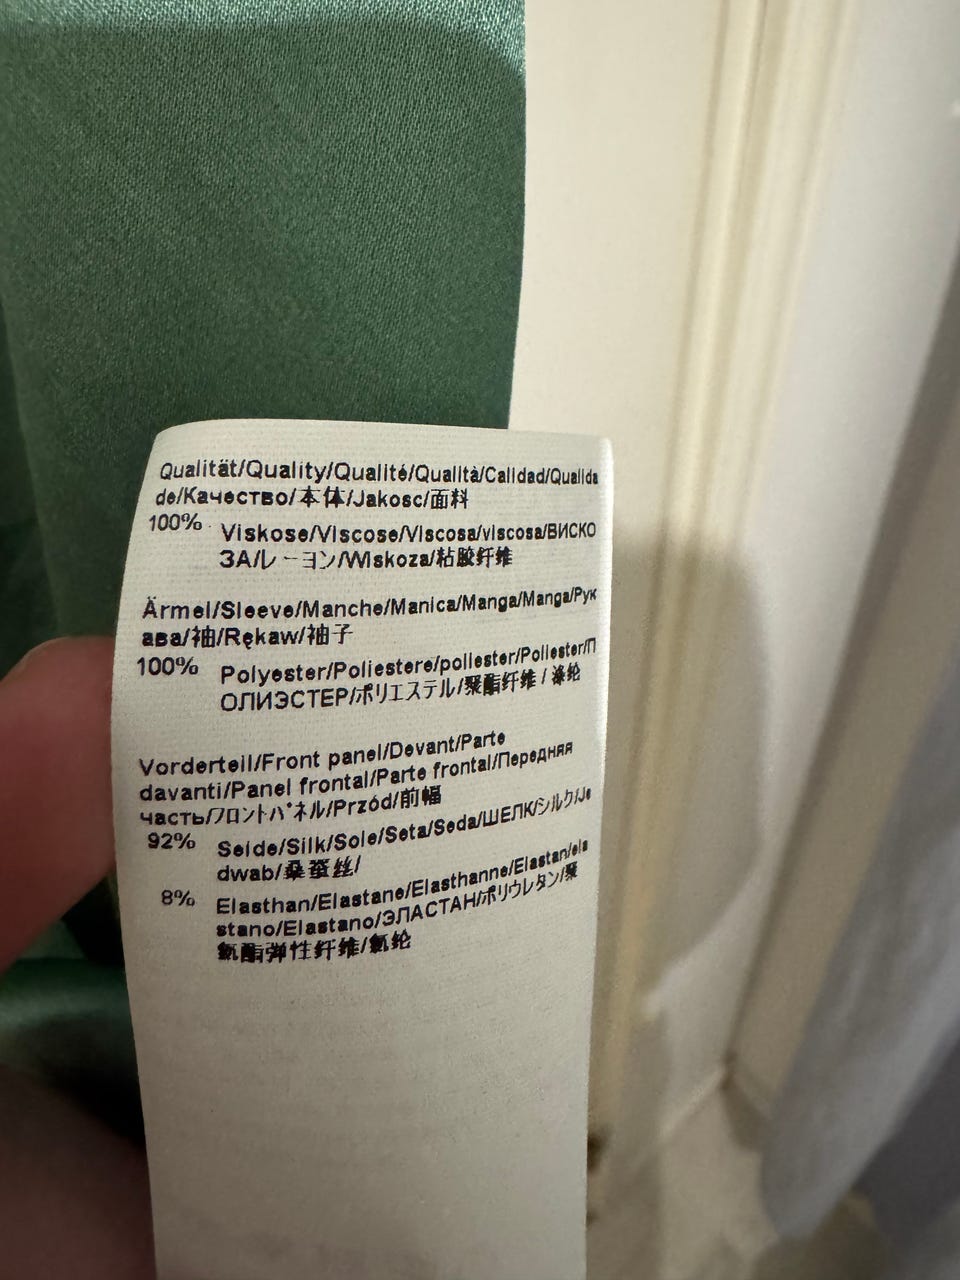 Qualität/Quality/Qualité/Qualità/Calidad/Qualida
de/Качество/本体/Jakosc/面料
100% Viskose/Viscose/Viscosa/viscosa/ВИСКО
ЗА/レーヨン/Wiskoza/粘胶纤维
Ärmel/Sleeve/Manche/Manica/Manga/Manga/Рук
ава/袖/Rękaw/袖子
100% Polyester/Poliestere/poliester/Poliester/П
ОЛИЭСТЕР/ポリエステル/聚酯纤维 / 涤纶
Vorderteil/Front panel/Devant/Parte
davanti/Panel frontal/Parte frontal/Передняя
часть/フロントパネル/Przód/前幅
92% Seide/Silk/Soie/Seta/Seda/ШЕЛК/シルク/Je
dwab/桑蚕丝/
8% Elasthan/Elastane/Elasthanne/Elastan/ela
stano/Elastano/ЭЛАСТАН/ポリウレタン/聚
氨酯弹性纤维/氨纶